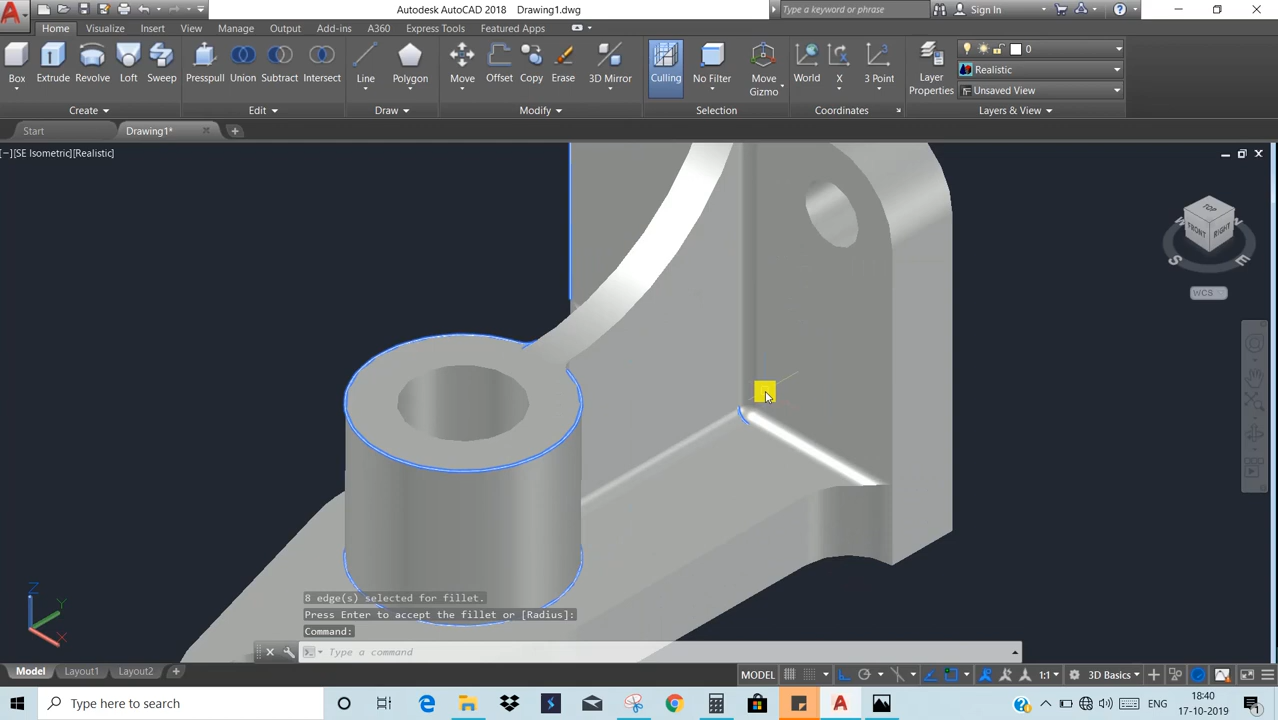 Autodesk AutoCAD 2018 Drawing1.dwg
Type a keyword or phrase
Sign In
Home Visualize Insert View Manage Output Add-ins A360 Express Tools Featured Apps
Box Extrude Revolve Loft Sweep
Presspull Union Subtract Intersect
Line Polygon
Move Offset Copy Erase 3D Mirror
Culling No Filter Move Gizmo
World X 3 Point
Layer Properties
0
Realistic
Unsaved View
Create Edit Draw Modify Selection Coordinates Layers & View
Start Drawing1*
[−][SE Isometric][Realistic]
TOP
FRONT RIGHT
W N
S E
WCS
Z
Y
X
8 edge(s) selected for fillet.
Press Enter to accept the fillet or [Radius]:
Command:
Type a command
Model Layout1 Layout2
MODEL 1:1 3D Basics
Type here to search
ENG
18:40
17-10-2019